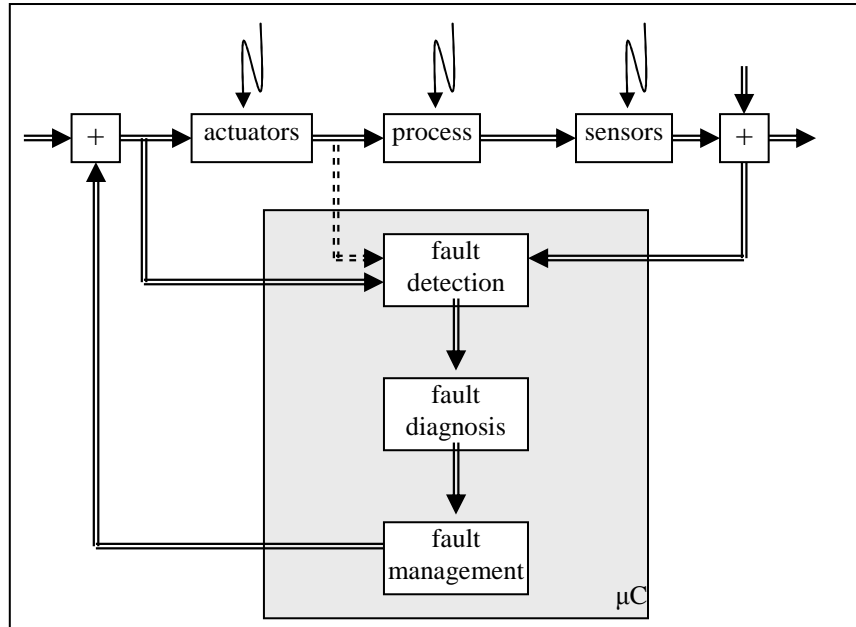 +
actuators
process
sensors
+
fault
detection
fault
diagnosis
fault
management
μC